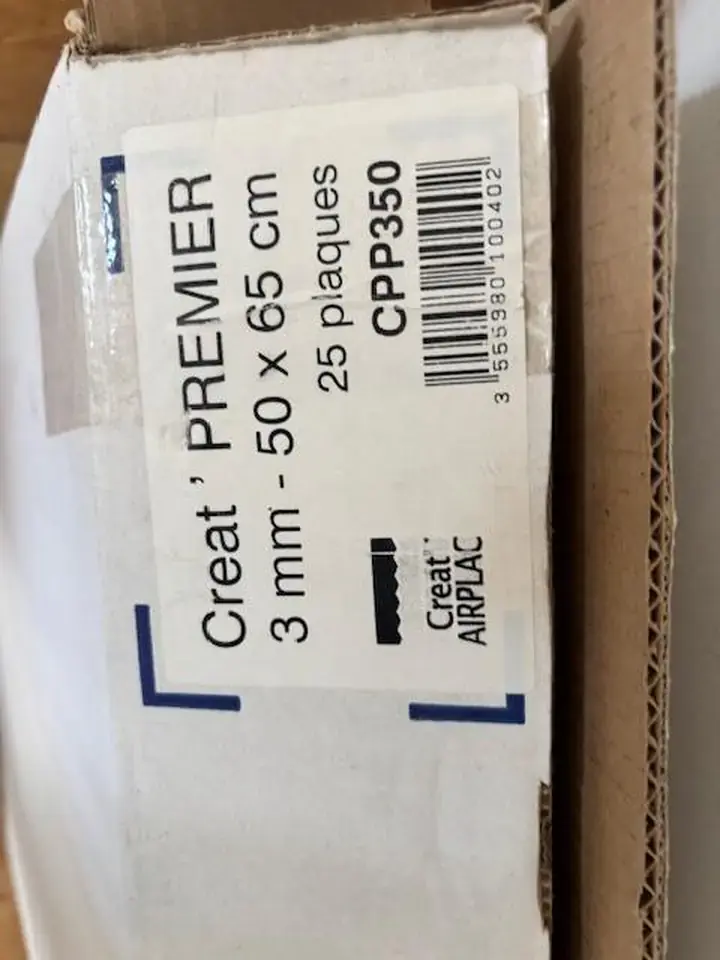 Creat ' PREMIER
3 mm - 50 x 65 cm
25 plaques
CPP350
3 555980 100402
Creat'
AIRPLAC